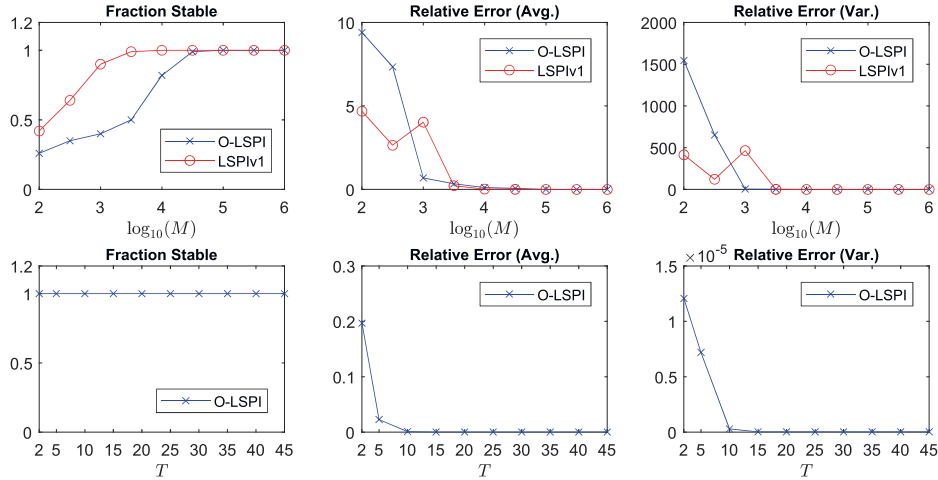 Fraction Stable
1.2
1
0.5
0
2 3 4 5 6
log10(M)
O-LSPI
LSPIv1
Relative Error (Avg.)
10
5
0
2 3 4 5 6
log10(M)
O-LSPI
LSPIv1
Relative Error (Var.)
2000
1500
1000
500
0
2 3 4 5 6
log10(M)
O-LSPI
LSPIv1
Fraction Stable
1.2
1
0.5
0
2 5 10 15 20 25 30 35 40 45
T
O-LSPI
Relative Error (Avg.)
0.3
0.2
0.1
0
2 5 10 15 20 25 30 35 40 45
T
O-LSPI
Relative Error (Var.)
× 10^-5
1.5
1
0.5
0
2 5 10 15 20 25 30 35 40 45
T
O-LSPI